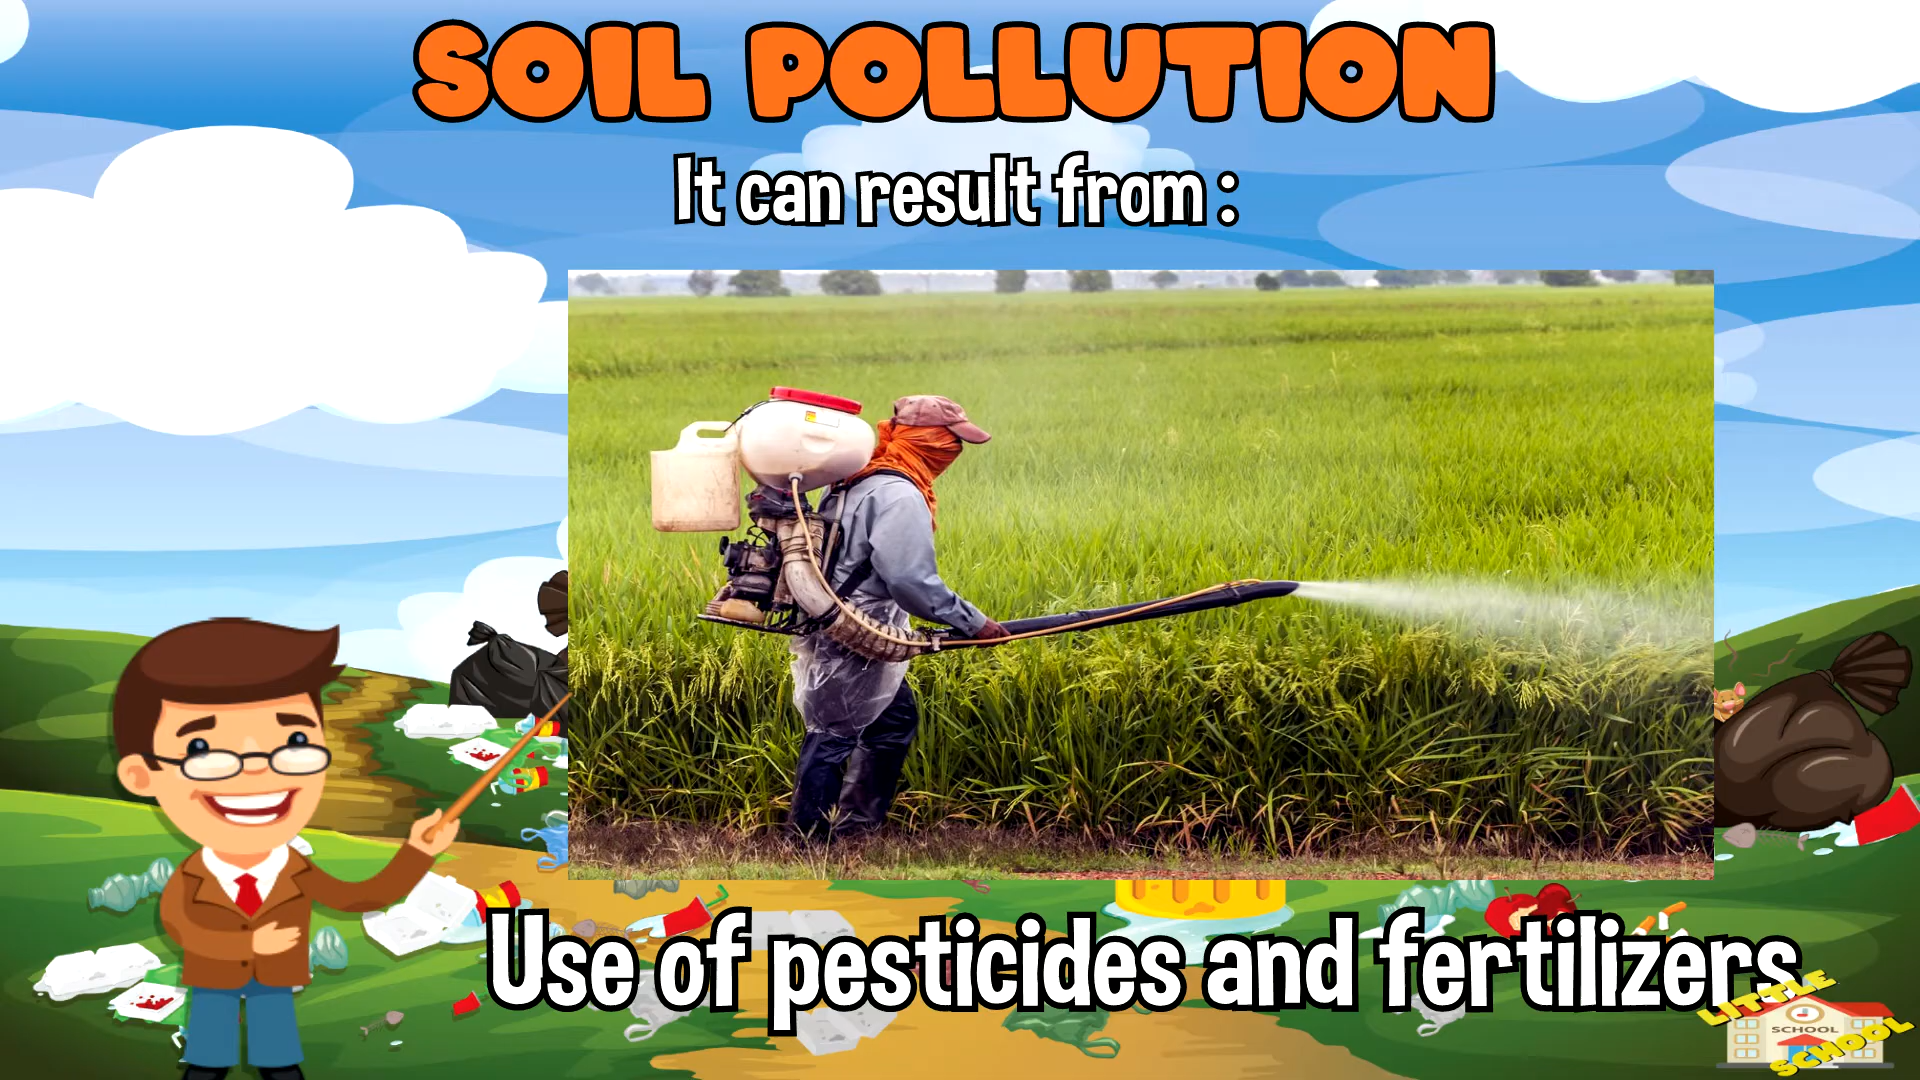 SOIL POLLUTION
It can result from :
Use of pesticides and fertilizers
LITTLE
SCHOOL
SCHOOL